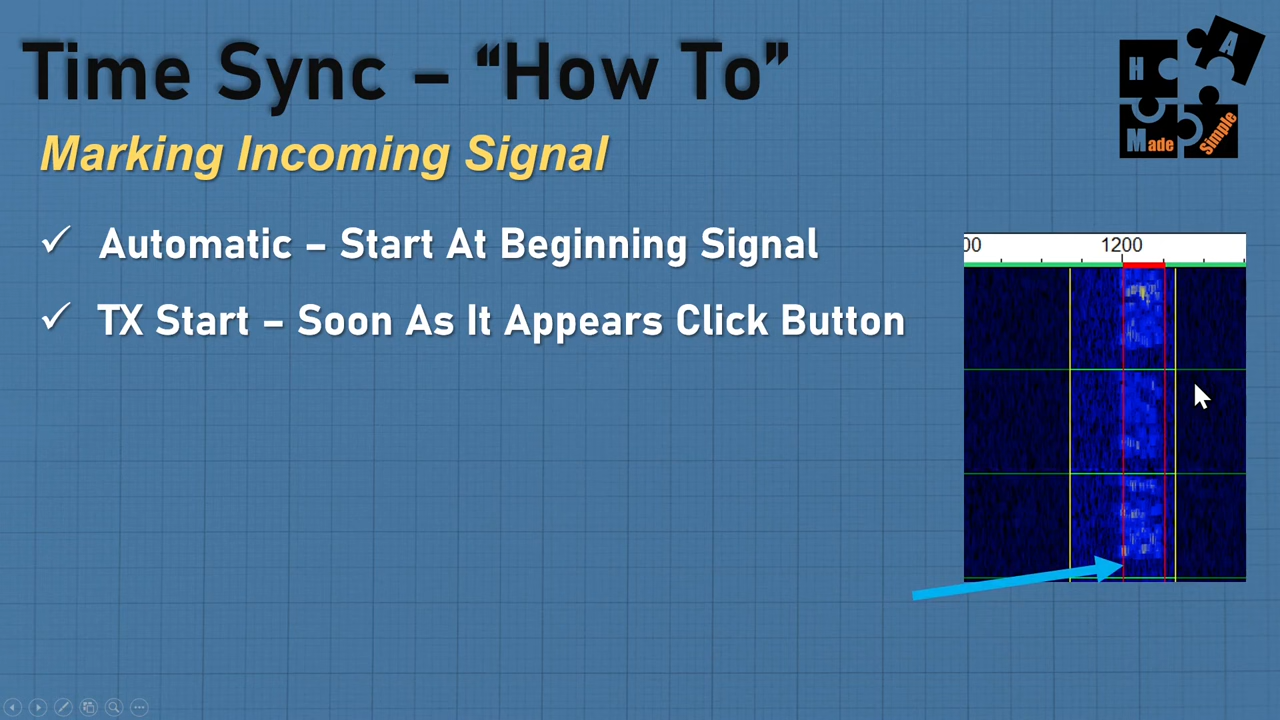 Time Sync – “How To”
Marking Incoming Signal
✓ Automatic – Start At Beginning Signal
✓ TX Start – Soon As It Appears Click Button
H A
Made Simple
00 1200